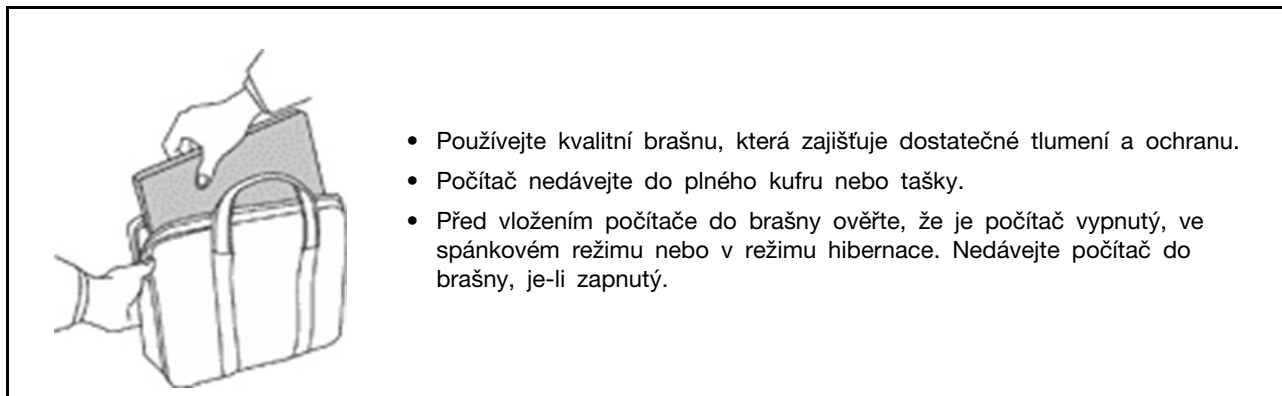 • Používejte kvalitní brašnu, která zajišťuje dostatečné tlumení a ochranu.
• Počítač nedávejte do plného kufru nebo tašky.
• Před vložením počítače do brašny ověřte, že je počítač vypnutý, ve
spánkovém režimu nebo v režimu hibernace. Nedávejte počítač do
brašny, je-li zapnutý.